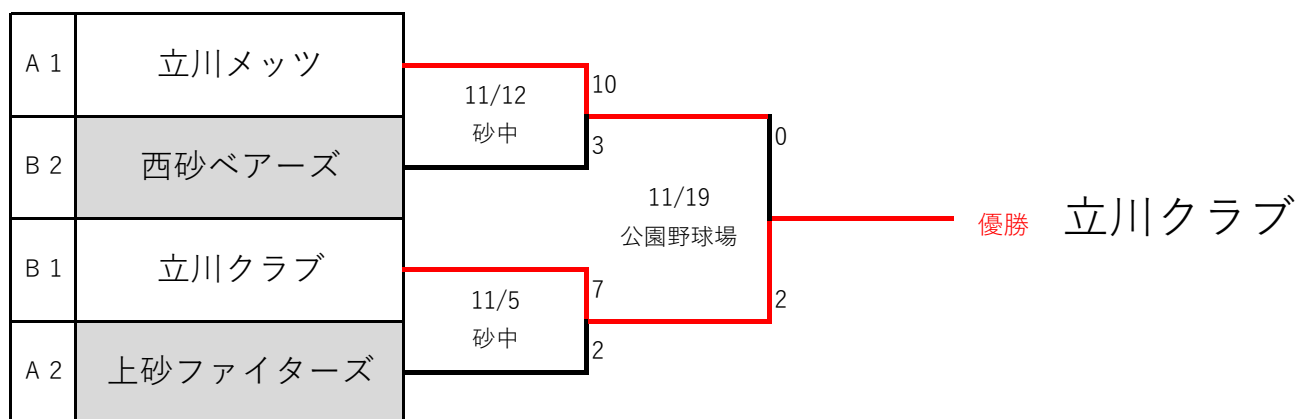 A 1
立川メッツ
B 2
西砂ベアーズ
B 1
立川クラブ
A 2
上砂ファイターズ
11/12
砂中
10
3
11/5
砂中
7
2
11/19
公園野球場
0
2
優勝 立川クラブ